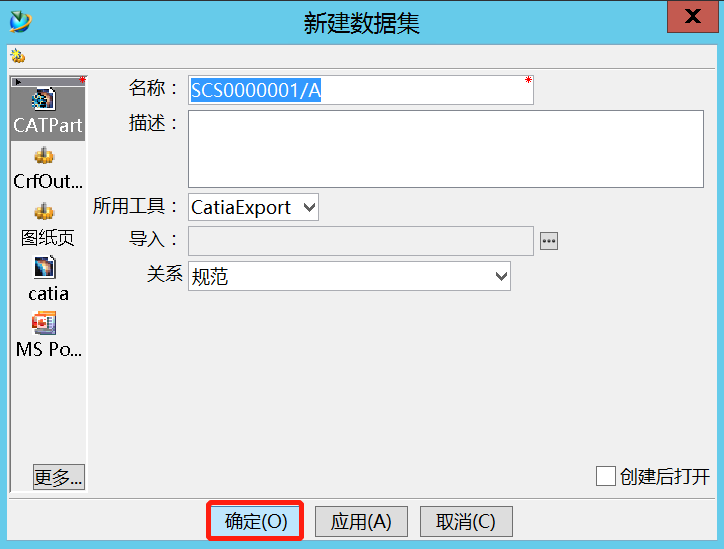 新建数据集
X
CATPart
CrfOut...
图纸页
catia
MS Po...
更多...
名称： SCS0000001/A *
描述：
所用工具： CatiaExport
导入： ...
关系 规范
创建后打开
确定(O) 应用(A) 取消(C)